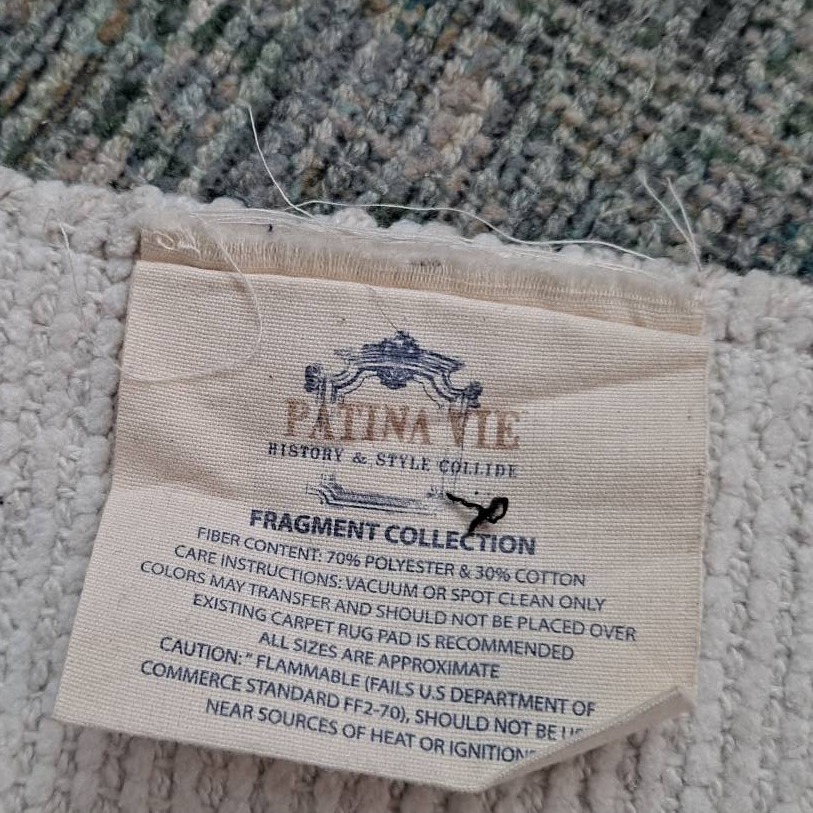 PATINA VIE
HISTORY & STYLE COLLIDE
FRAGMENT COLLECTION
FIBER CONTENT: 70% POLYESTER & 30% COTTON
CARE INSTRUCTIONS: VACUUM OR SPOT CLEAN ONLY
COLORS MAY TRANSFER AND SHOULD NOT BE PLACED OVER
EXISTING CARPET RUG PAD IS RECOMMENDED
ALL SIZES ARE APPROXIMATE
CAUTION: " FLAMMABLE (FAILS U.S DEPARTMENT OF
COMMERCE STANDARD FF2-70), SHOULD NOT BE
NEAR SOURCES OF HEAT OR IGNITION"